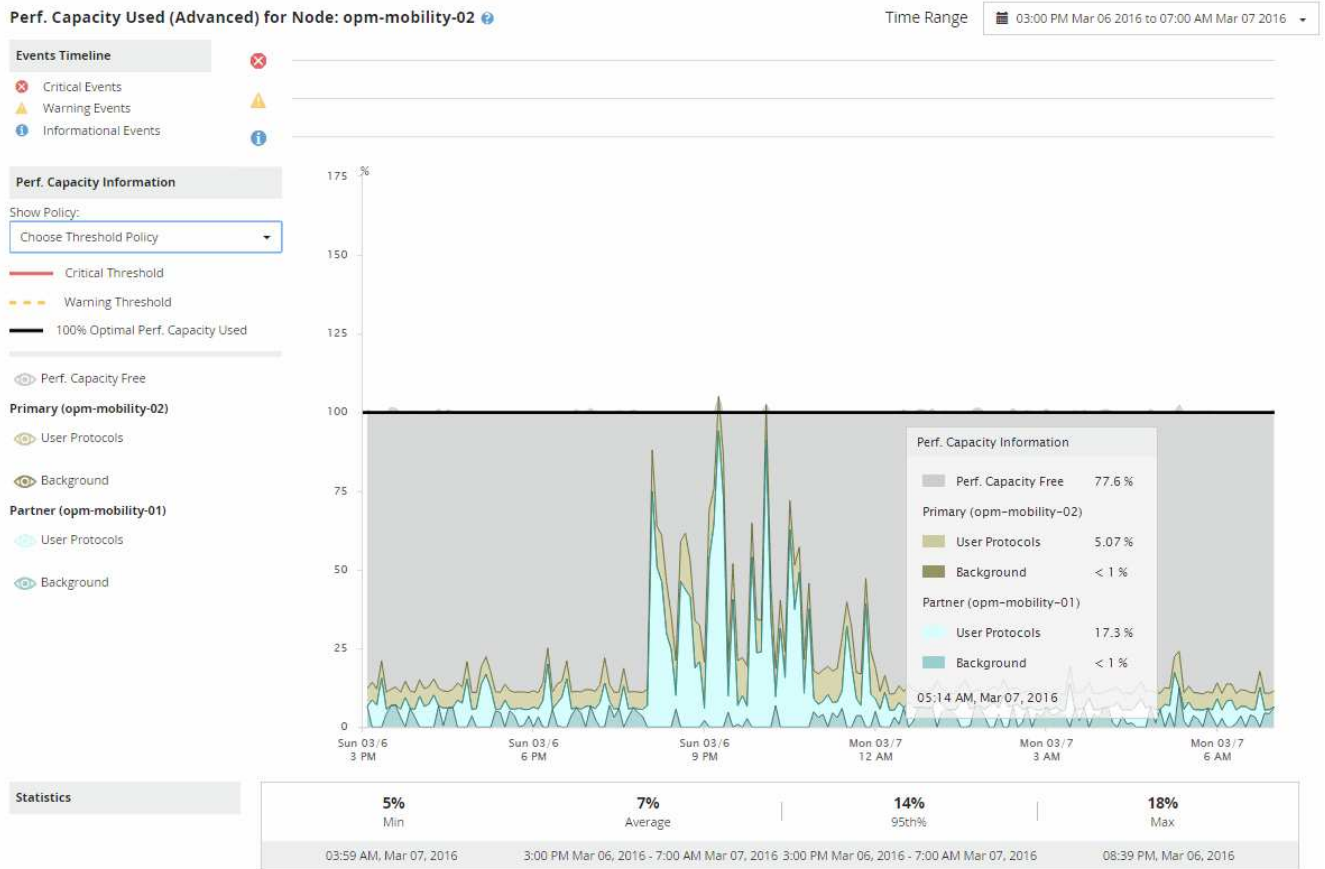 Perf. Capacity Used (Advanced) for Node: opm-mobility-02 ?
Time Range 03:00 PM Mar 06 2016 to 07:00 AM Mar 07 2016
Events Timeline
Critical Events
Warning Events
Informational Events
Perf. Capacity Information
Show Policy:
Choose Threshold Policy
Critical Threshold
Warning Threshold
100% Optimal Perf. Capacity Used
Perf. Capacity Free
Primary (opm-mobility-02)
User Protocols
Background
Partner (opm-mobility-01)
User Protocols
Background
%
175
150
125
100
75
50
25
0
Sun 03/6 Sun 03/6 Sun 03/6 Mon 03/7 Mon 03/7 Mon 03/7
3 PM 6 PM 9 PM 12 AM 3 AM 6 AM
Perf. Capacity Information
Perf. Capacity Free 77.6 %
Primary (opm-mobility-02)
User Protocols 5.07 %
Background < 1 %
Partner (opm-mobility-01)
User Protocols 17.3 %
Background < 1 %
05:14 AM, Mar 07, 2016
Statistics
5% 7% 14% 18%
Min Average 95th% Max
03:59 AM, Mar 07, 2016 3:00 PM Mar 06, 2016 - 7:00 AM Mar 07, 2016 3:00 PM Mar 06, 2016 - 7:00 AM Mar 07, 2016 08:39 PM, Mar 06, 2016